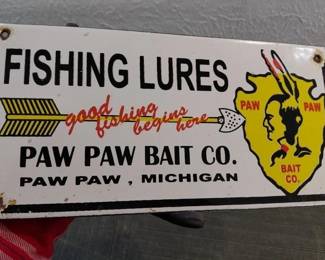 FISHING LURES
good
fishing
begins
here
PAW PAW BAIT CO.
PAW PAW, MICHIGAN
PAW PAW
BAIT
CO.